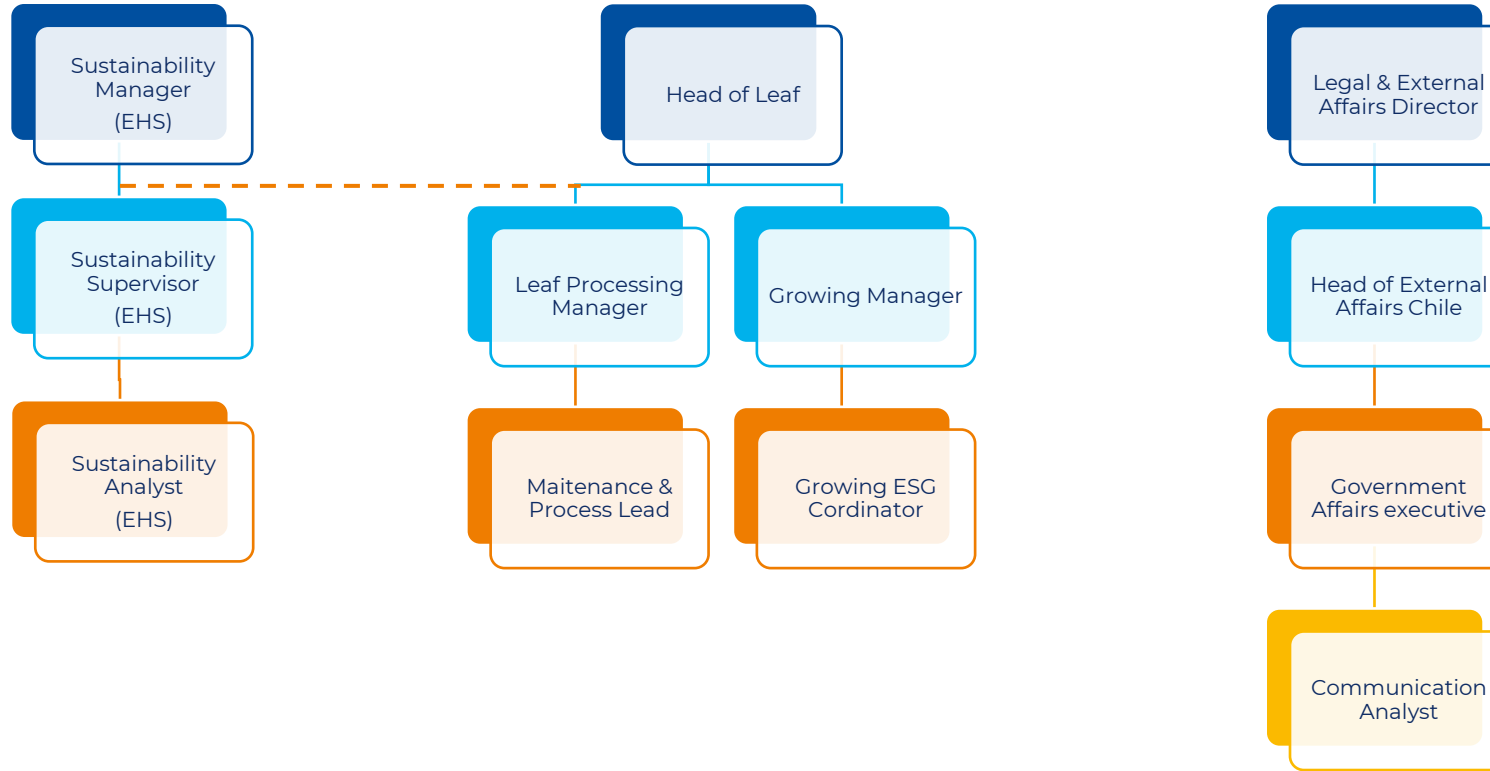 Sustainability
Manager
(EHS)
Head of Leaf
Legal & External
Affairs Director
Sustainability
Supervisor
(EHS)
Leaf Processing
Manager
Growing Manager
Head of External
Affairs Chile
Sustainability
Analyst
(EHS)
Maitenance &
Process Lead
Growing ESG
Cordinator
Government
Affairs executive
Communication
Analyst